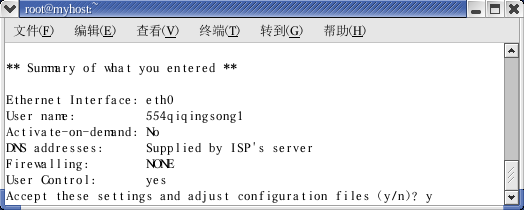 root@myhost:~
文件(F) 编辑(E) 查看(V) 终端(T) 转到(G) 帮助(H)
** Summary of what you entered **
Ethernet Interface: eth0
User name: 554qiqingsong1
Activate-on-demand: No
DNS addresses: Supplied by ISP's server
Firewalling: NONE
User Control: yes
Accept these settings and adjust configuration files (y/n)? y